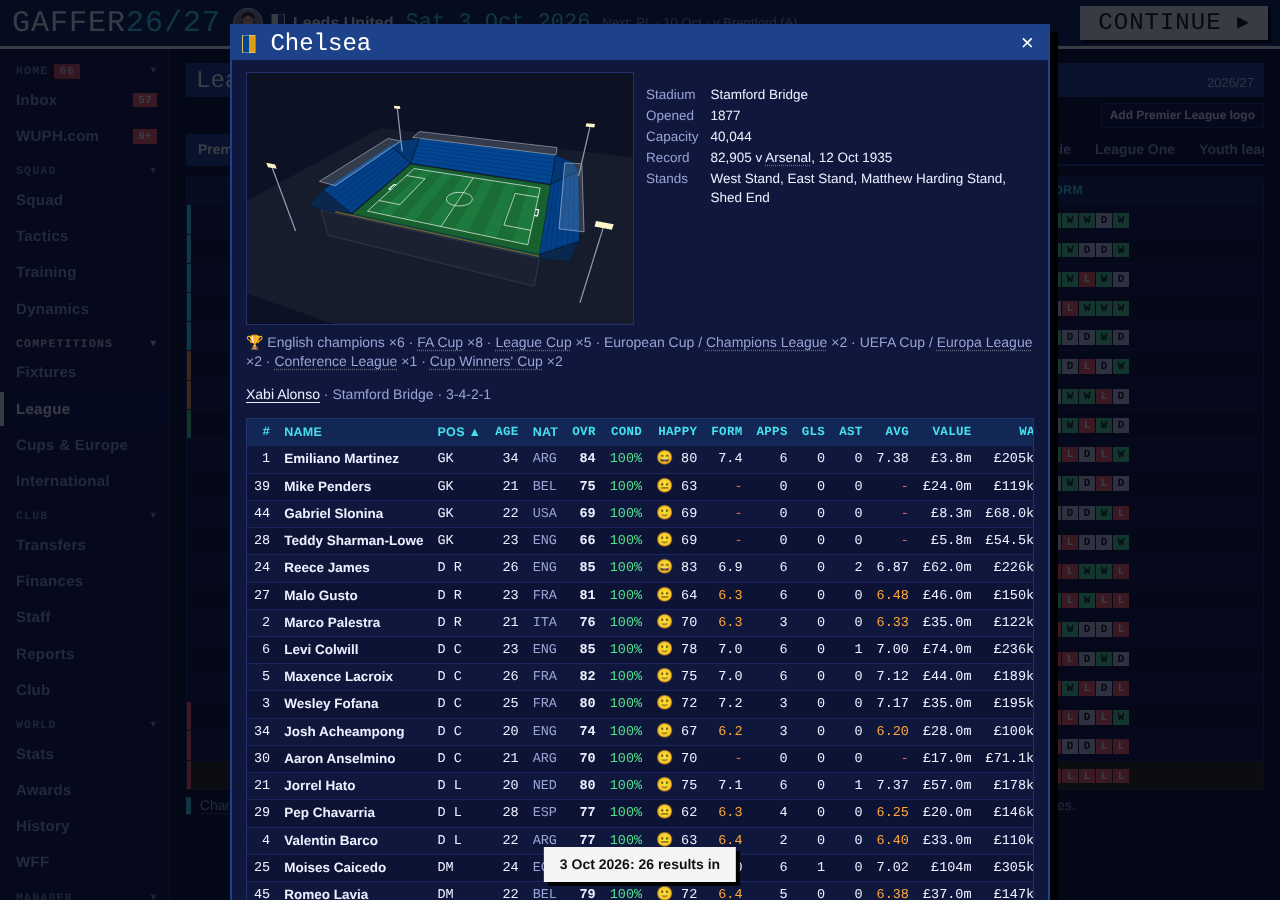 GAFFER26/27 Leeds United Sat 3 Oct 2026 Next: PL · 10 Oct · v Brentford (A) CONTINUE ►
Chelsea ×
HOME 66 ▼
Inbox 57
WUPH.com 9+
SQUAD ▼
Squad
Tactics
Training
Dynamics
COMPETITIONS ▼
Fixtures
League
Cups & Europe
International
CLUB ▼
Transfers
Finances
Staff
Reports
Club
WORLD ▼
Stats
Awards
History
WFF
MANAGER
2026/27
Add Premier League logo
League One
Stadium Stamford Bridge
Opened 1877
Capacity 40,044
Record 82,905 v Arsenal, 12 Oct 1935
Stands West Stand, East Stand, Matthew Harding Stand,
Shed End
🏆 English champions ×6 · FA Cup ×8 · League Cup ×5 · European Cup / Champions League ×2 · UEFA Cup / Europa League
×2 · Conference League ×1 · Cup Winners' Cup ×2
Xabi Alonso · Stamford Bridge · 3-4-2-1
# NAME POS ▲ AGE NAT OVR COND HAPPY FORM APPS GLS AST AVG VALUE WA
1 Emiliano Martinez GK 34 ARG 84 100% 😄 80 7.4 6 0 0 7.38 £3.8m £205k
39 Mike Penders GK 21 BEL 75 100% 😐 63 - 0 0 0 - £24.0m £119k
44 Gabriel Slonina GK 22 USA 69 100% 🙂 69 - 0 0 0 - £8.3m £68.0k
28 Teddy Sharman-Lowe GK 23 ENG 66 100% 🙂 69 - 0 0 0 - £5.8m £54.5k
24 Reece James D R 26 ENG 85 100% 😄 83 6.9 6 0 2 6.87 £62.0m £226k
27 Malo Gusto D R 23 FRA 81 100% 😐 64 6.3 6 0 0 6.48 £46.0m £150k
2 Marco Palestra D R 21 ITA 76 100% 🙂 70 6.3 3 0 0 6.33 £35.0m £122k
6 Levi Colwill D C 23 ENG 85 100% 🙂 78 7.0 6 0 1 7.00 £74.0m £236k
5 Maxence Lacroix D C 26 FRA 82 100% 🙂 75 7.0 6 0 0 7.12 £44.0m £189k
3 Wesley Fofana D C 25 FRA 80 100% 🙂 72 7.2 3 0 0 7.17 £35.0m £195k
34 Josh Acheampong D C 20 ENG 74 100% 🙂 67 6.2 3 0 0 6.20 £28.0m £100k
30 Aaron Anselmino D C 21 ARG 70 100% 🙂 70 - 0 0 0 - £17.0m £71.1k
21 Jorrel Hato D L 20 NED 80 100% 🙂 75 7.1 6 0 1 7.37 £57.0m £178k
29 Pep Chavarria D L 28 ESP 77 100% 😐 62 6.3 4 0 0 6.25 £20.0m £146k
4 Valentin Barco D L 22 ARG 77 100% 😐 63 6.4 2 0 0 6.40 £33.0m £110k
25 Moises Caicedo DM 24 6 1 0 7.02 £104m £305k
3 Oct 2026: 26 results in
45 Romeo Lavia DM 22 BEL 79 100% 🙂 72 6.4 5 0 0 6.38 £37.0m £147k